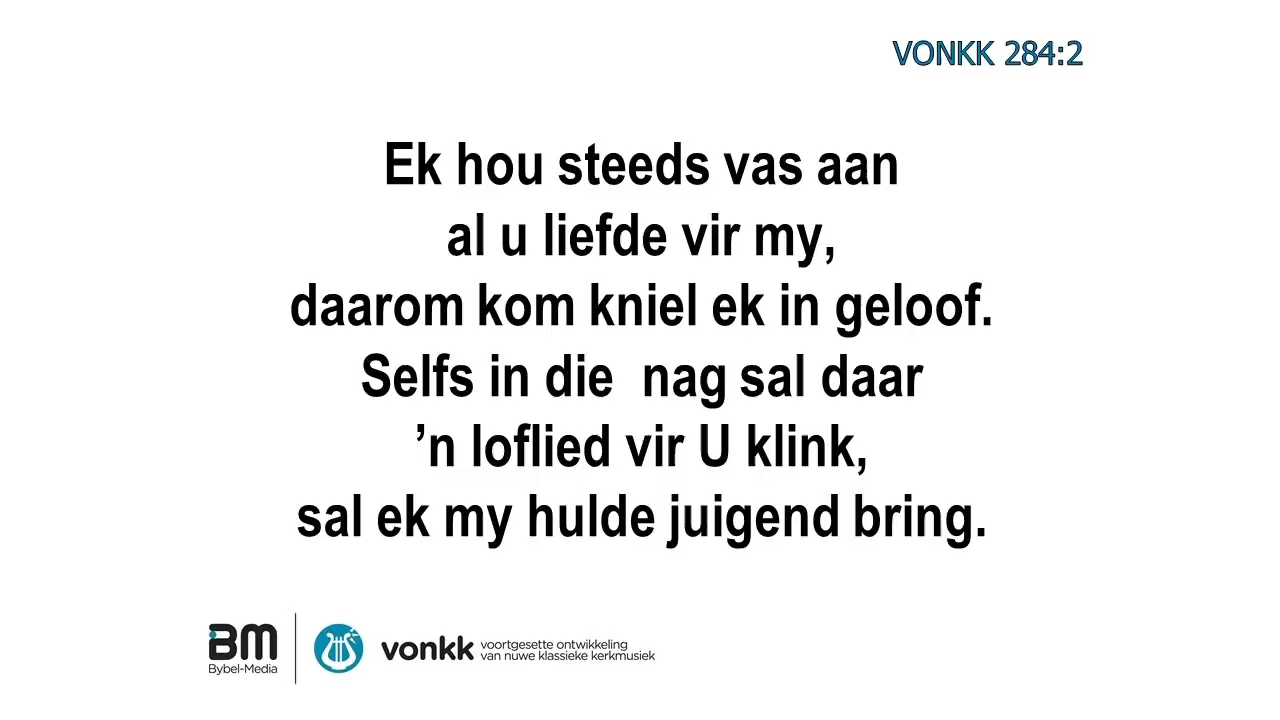 VONKK 284:2
Ek hou steeds vas aan
al u liefde vir my,
daarom kom kniel ek in geloof.
Selfs in die  nag sal daar
’n loflied vir U klink,
sal ek my hulde juigend bring.
BM
Bybel-Media
vonkk
voortgesette ontwikkeling
van nuwe klassieke kerkmusiek